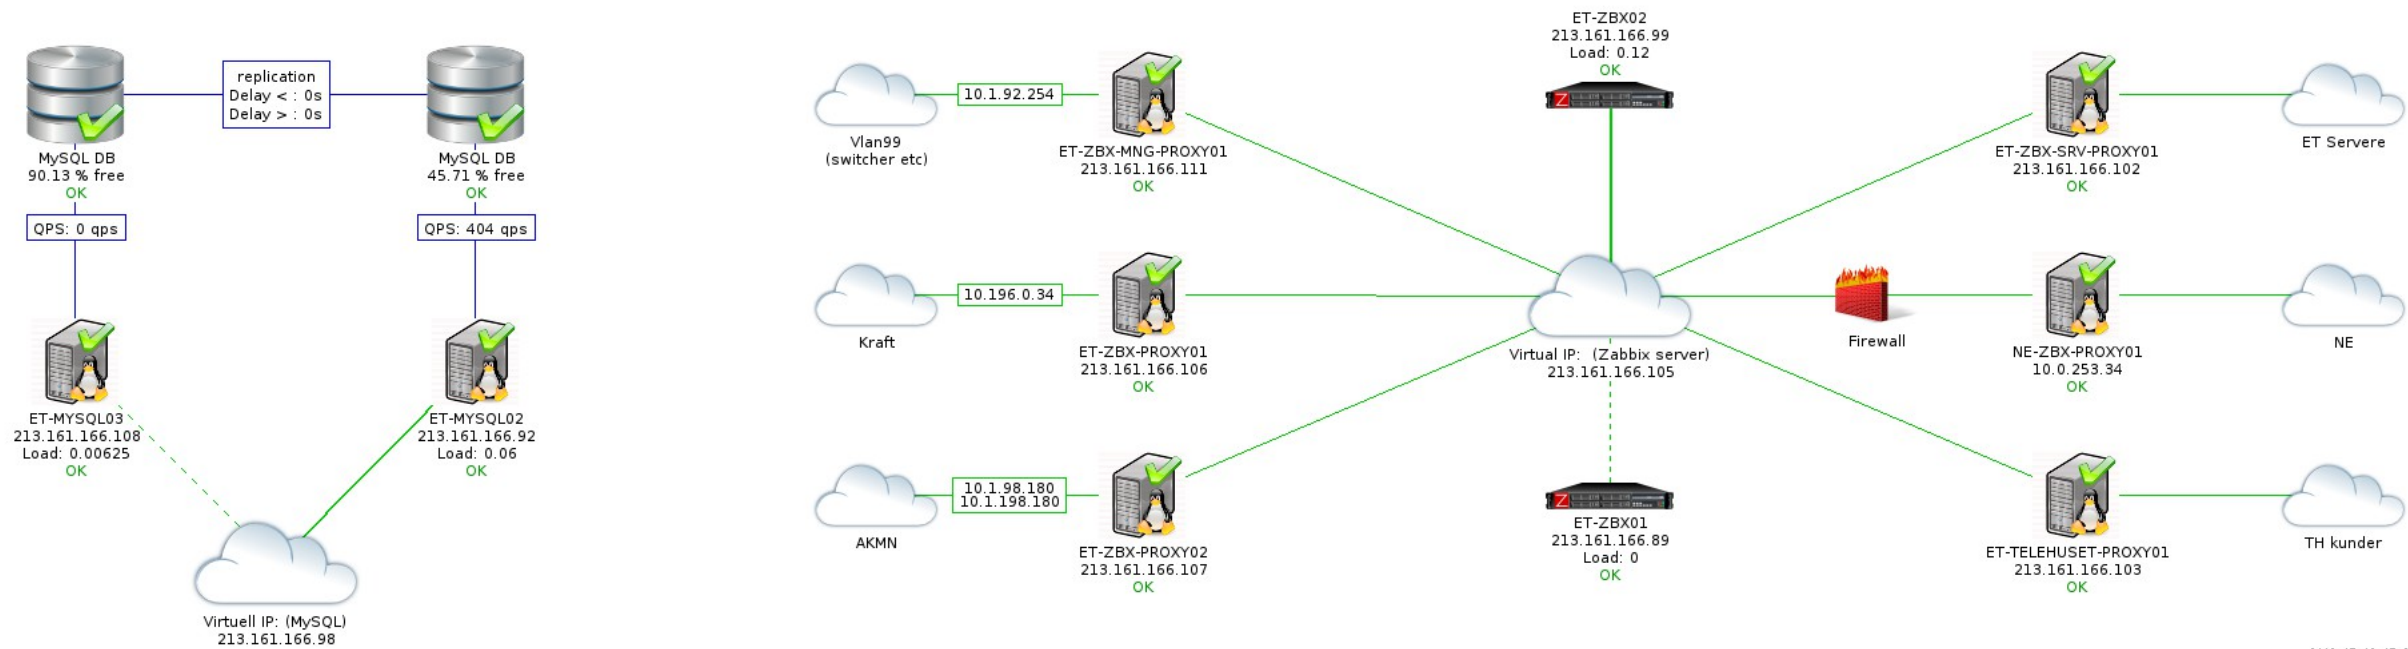 replication
Delay < : 0s
Delay > : 0s
MySQL DB
90.13 % free
OK
MySQL DB
45.71 % free
OK
QPS: 0 qps
QPS: 404 qps
ET-MYSQL03
213.161.166.108
Load: 0.00625
OK
ET-MYSQL02
213.161.166.92
Load: 0.06
OK
Virtuell IP: (MySQL)
213.161.166.98
Vlan99
(switcher etc)
10.1.92.254
ET-ZBX-MNG-PROXY01
213.161.166.111
OK
Kraft
10.196.0.34
ET-ZBX-PROXY01
213.161.166.106
OK
AKMN
10.1.98.180
10.1.198.180
ET-ZBX-PROXY02
213.161.166.107
OK
ET-ZBX02
213.161.166.99
Load: 0.12
OK
Z
Virtual IP: (Zabbix server)
213.161.166.105
Z
ET-ZBX01
213.161.166.89
Load: 0
OK
ET-ZBX-SRV-PROXY01
213.161.166.102
OK
ET Servere
Firewall
NE-ZBX-PROXY01
10.0.253.34
OK
NE
ET-TELEHUSET-PROXY01
213.161.166.103
OK
TH kunder